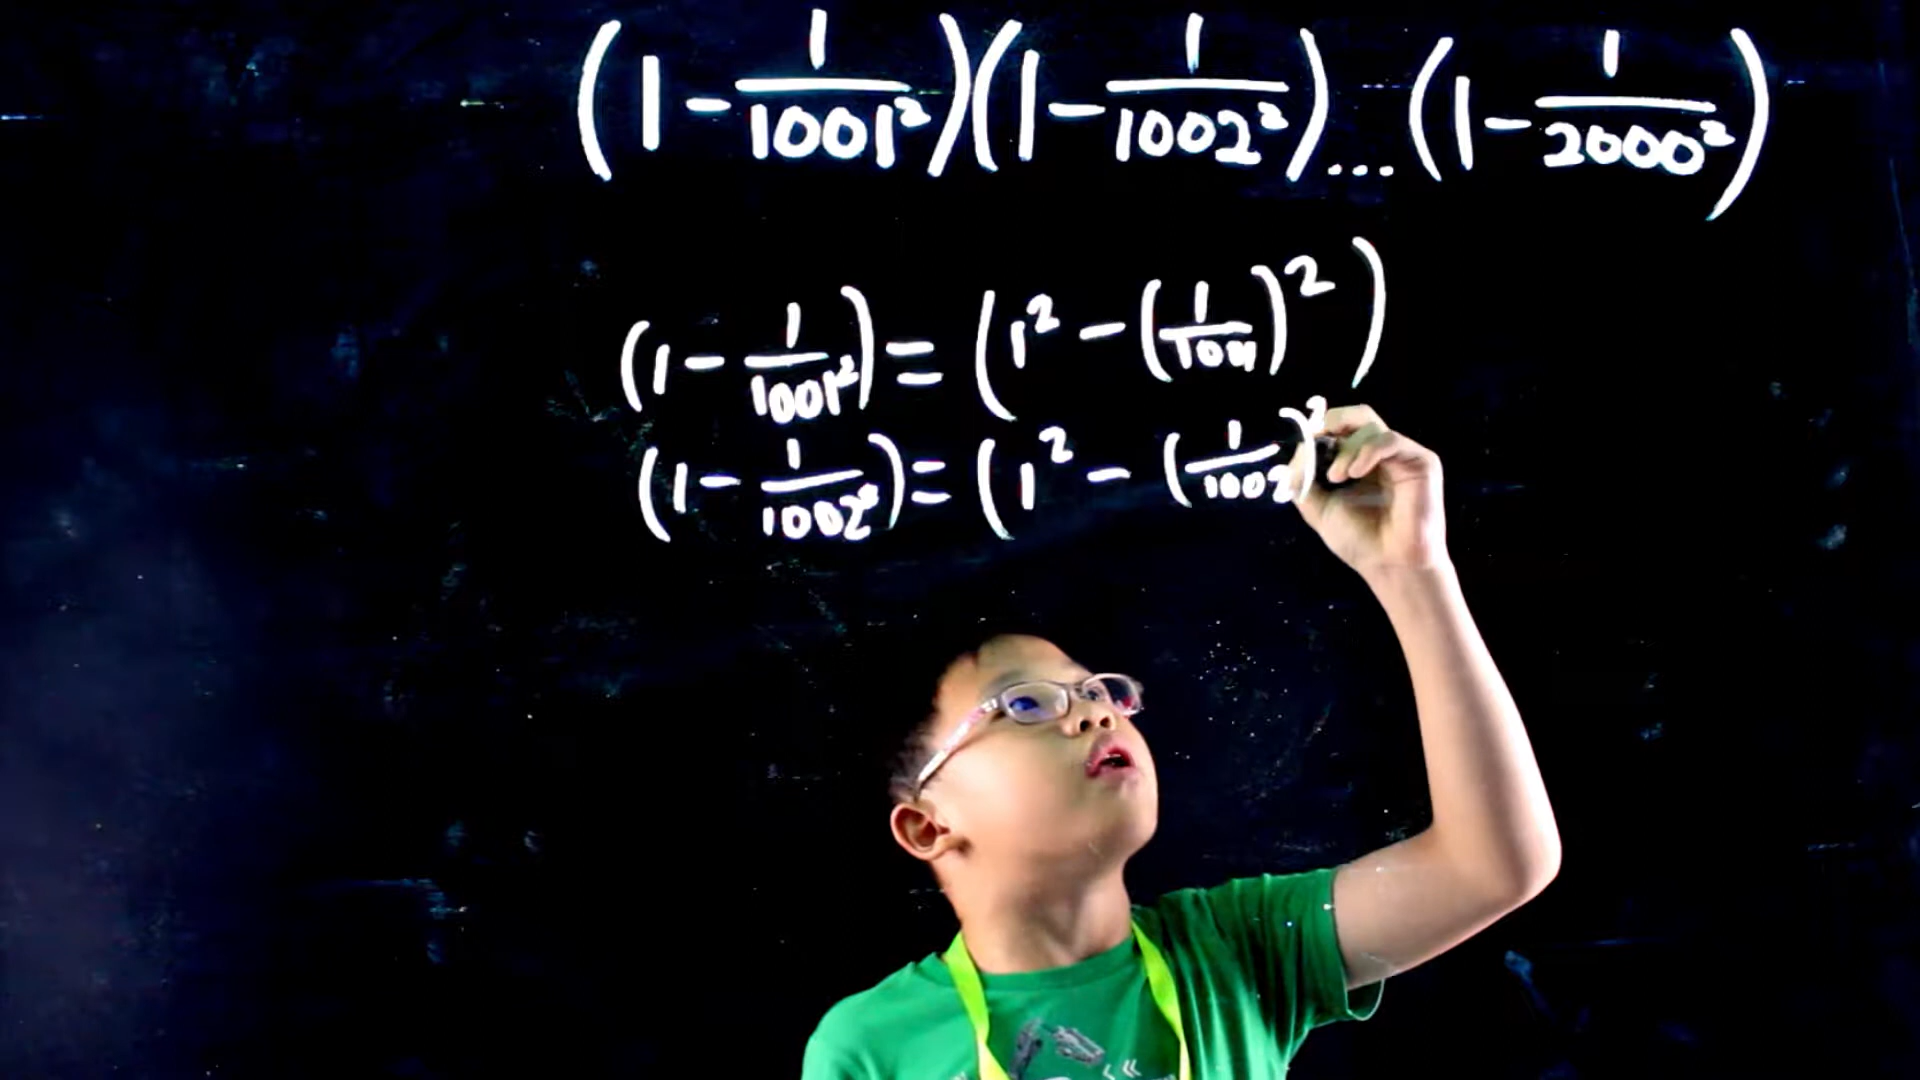 (1 - 1/1001²)(1 - 1/1002²)...(1 - 1/2000²)
(1 - 1/1001²) = (1² - (1/1001)²)
(1 - 1/1002²) = (1² - (1/1002)²